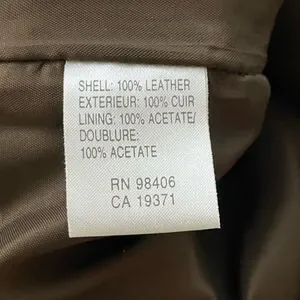 SHELL: 100% LEATHER
EXTERIEUR: 100% CUIR
LINING: 100% ACETATE/
DOUBLURE:
100% ACETATE
RN 98406
CA 19371